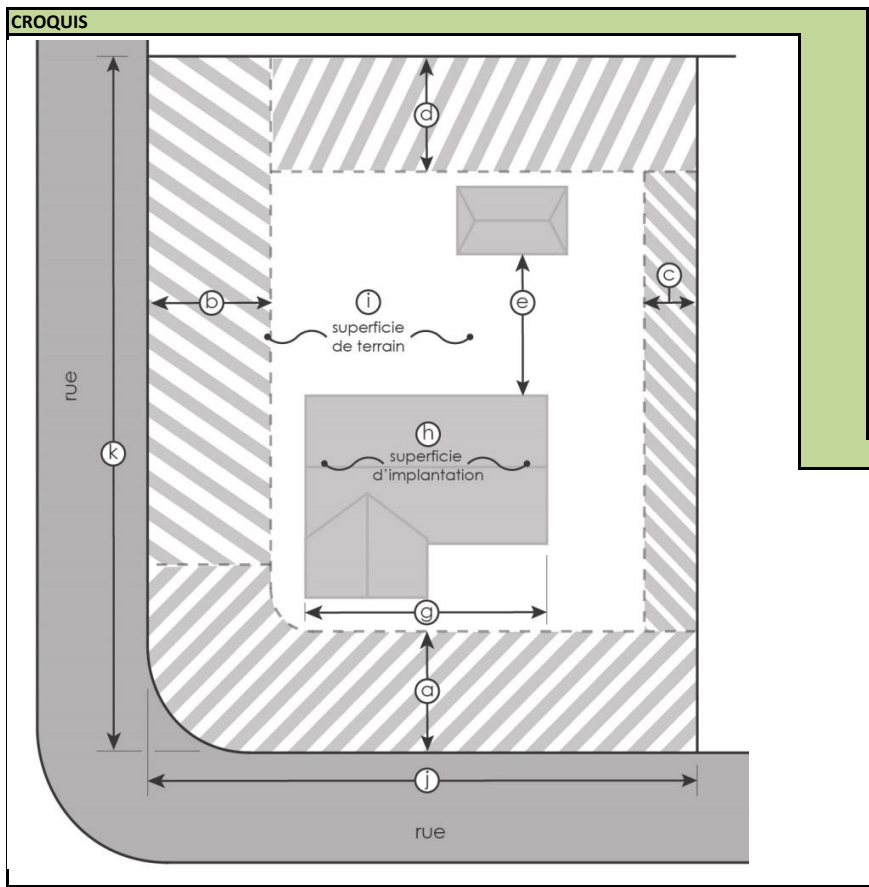 CROQUIS
d
c
b
i
e
superficie
de terrain
rue
k
h
superficie
d'implantation
g
a
j
rue